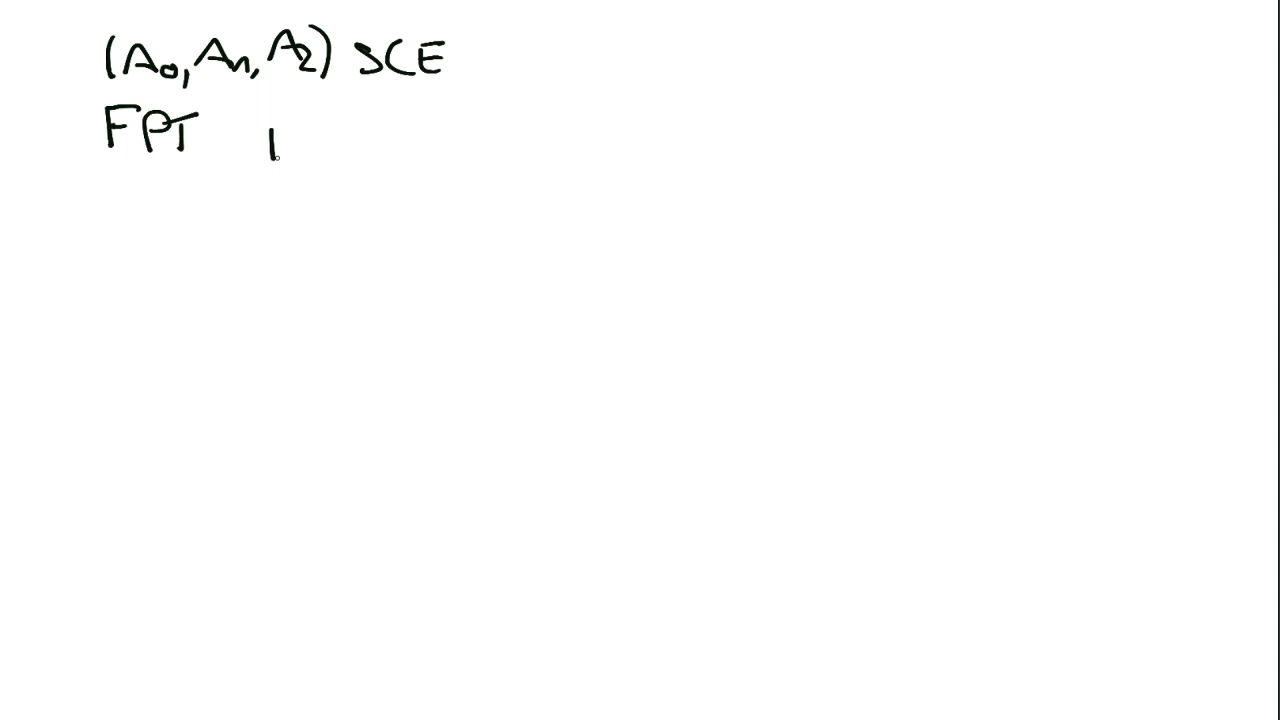 (A₀, A₁, A₂) SCE
FPT I